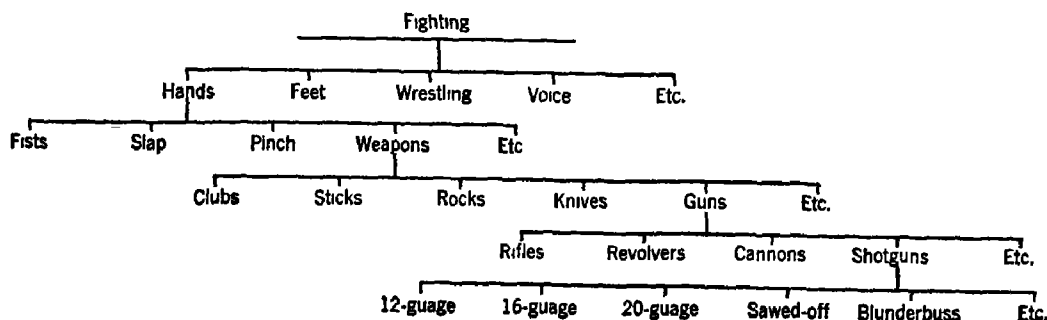 Fighting
Hands Feet Wrestling Voice Etc.
Fists Slap Pinch Weapons Etc
Clubs Sticks Rocks Knives Guns Etc.
Rifles Revolvers Cannons Shotguns Etc.
12-guage 16-guage 20-guage Sawed-off Blunderbuss Etc.